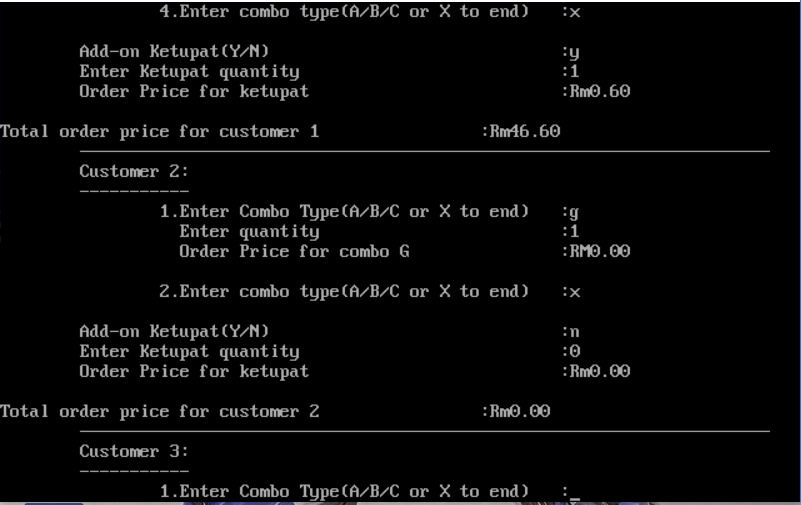 4.Enter combo type(A/B/C or X to end) :x
Add-on Ketupat(Y/N) :y
Enter Ketupat quantity :1
Order Price for ketupat :Rm0.60
Total order price for customer 1 :Rm46.60
Customer 2:
-----------
1.Enter Combo Type(A/B/C or X to end) :g
Enter quantity :1
Order Price for combo G :RM0.00
2.Enter combo type(A/B/C or X to end) :x
Add-on Ketupat(Y/N) :n
Enter Ketupat quantity :0
Order Price for ketupat :Rm0.00
Total order price for customer 2 :Rm0.00
Customer 3:
-----------
1.Enter Combo Type(A/B/C or X to end) :_